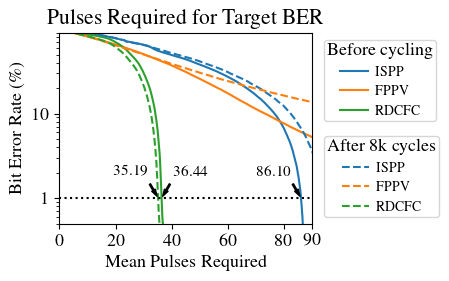 Pulses Required for Target BER
Bit Error Rate (%)
10
1
35.19
36.44
86.10
0
20
40
60
80
90
Mean Pulses Required
Before cycling
ISPP
FPPV
RDCFC
After 8k cycles
ISPP
FPPV
RDCFC